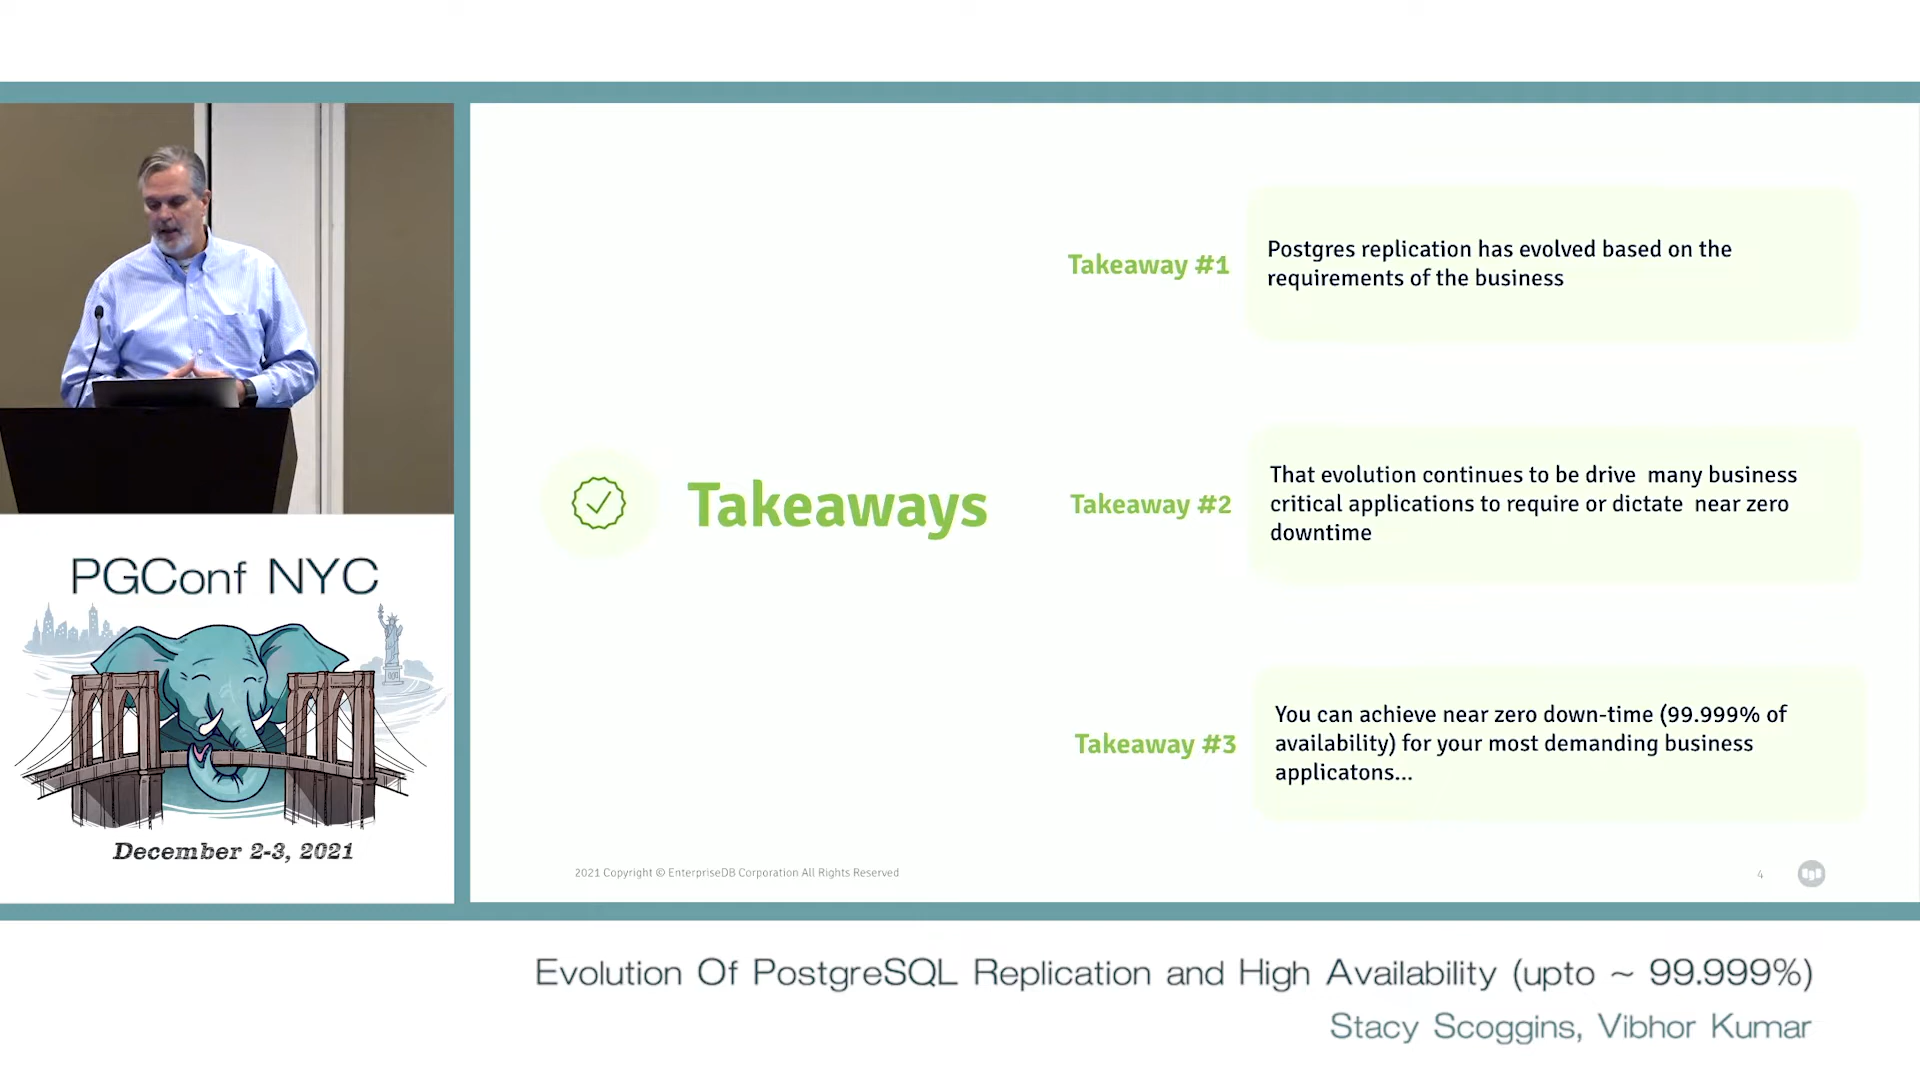 PGConf NYC
December 2-3, 2021
Takeaways
Takeaway #1
Postgres replication has evolved based on the
requirements of the business
Takeaway #2
That evolution continues to be drive  many business
critical applications to require or dictate  near zero
downtime
Takeaway #3
You can achieve near zero down-time (99.999% of
availability) for your most demanding business
applicatons...
2021 Copyright © EnterpriseDB Corporation All Rights Reserved
4
Evolution Of PostgreSQL Replication and High Availability (upto ~ 99.999%)
Stacy Scoggins, Vibhor Kumar